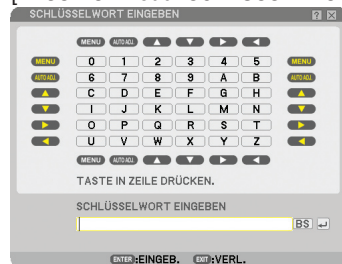 SCHLÜSSELWORT EINGEBEN
MENU AUTO ADJ.
MENU 0 1 2 3 4 5 MENU
AUTO ADJ. 6 7 8 9 A B AUTO ADJ.
C D E F G H
I J K L M N
O P Q R S T
U V W X Y Z
MENU AUTO ADJ.
TASTE IN ZEILE DRÜCKEN.
SCHLÜSSELWORT EINGEBEN
BS
ENTER :EINGEB. EXIT :VERL.